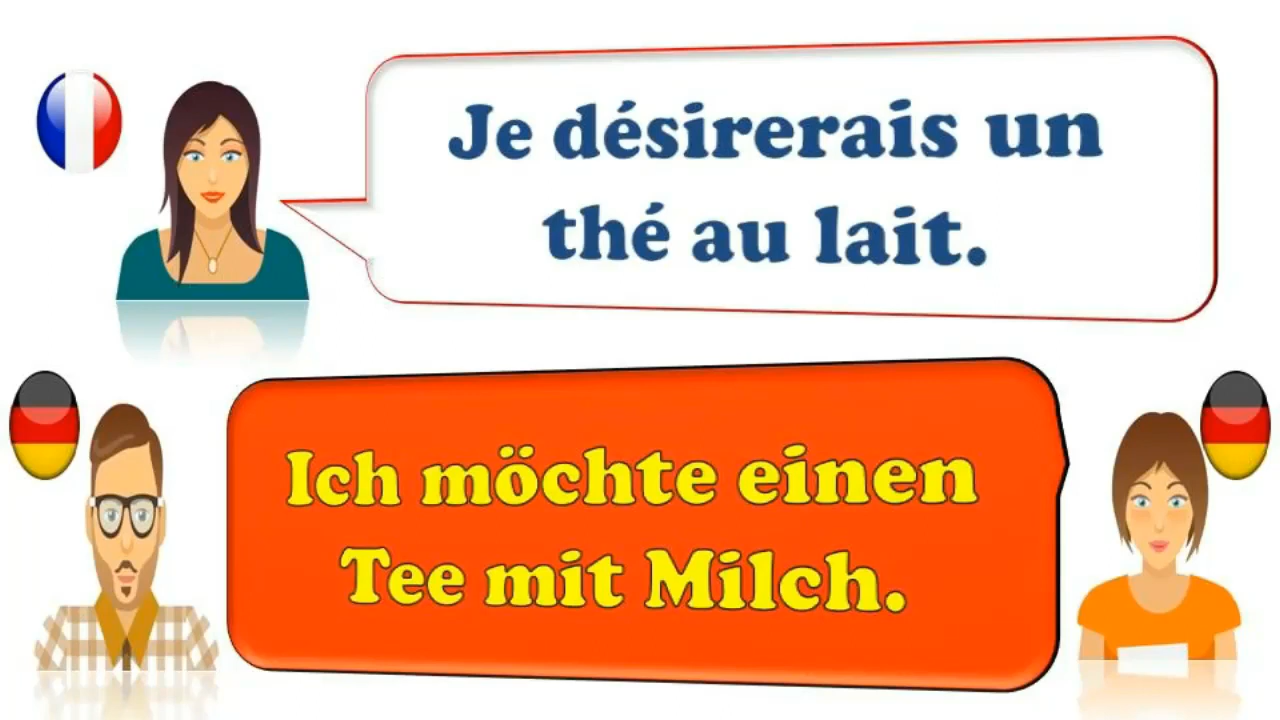 Je désirerais un
thé au lait.
Ich möchte einen
Tee mit Milch.